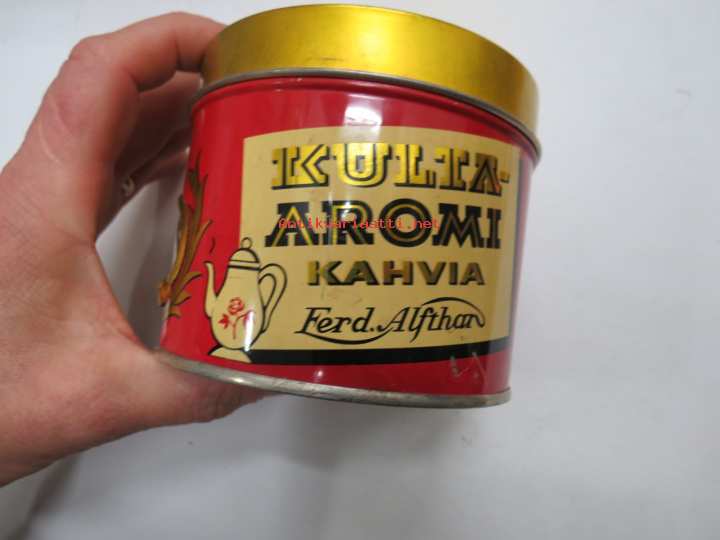 KULTA-
AROMI
Antikvariaatti.net
KAHVIA
Ferd. Alfthan